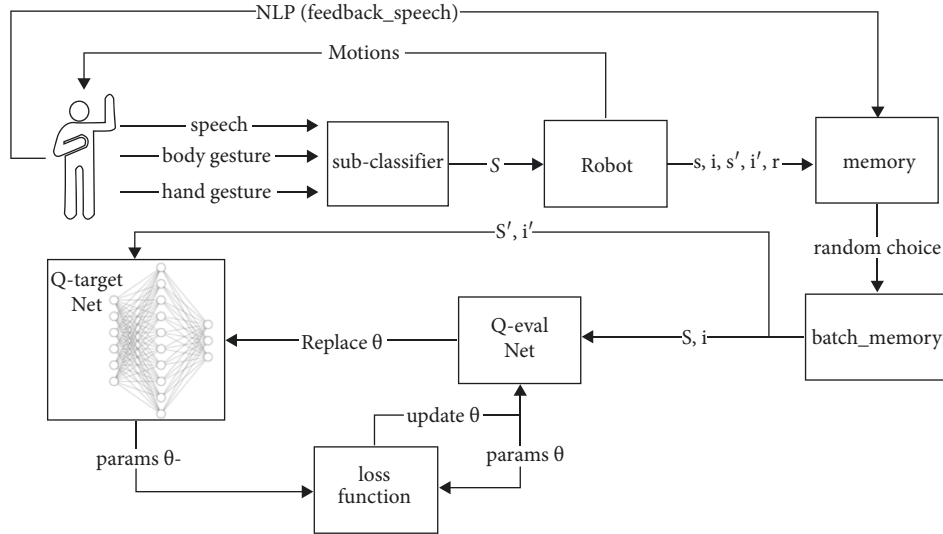 NLP (feedback_speech)
Motions
speech
body gesture
hand gesture
sub-classifier
S
Robot
s, i, s′, i′, r
memory
random choice
S′, i′
Q-target
Net
Replace θ
Q-eval
Net
S, i
batch_memory
update θ
params θ-
params θ
loss
function